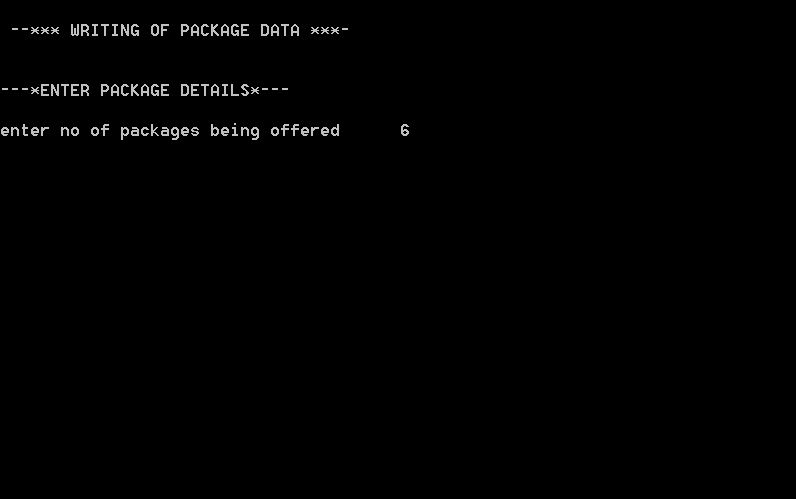 --*** WRITING OF PACKAGE DATA ***-
---*ENTER PACKAGE DETAILS*---
enter no of packages being offered      6